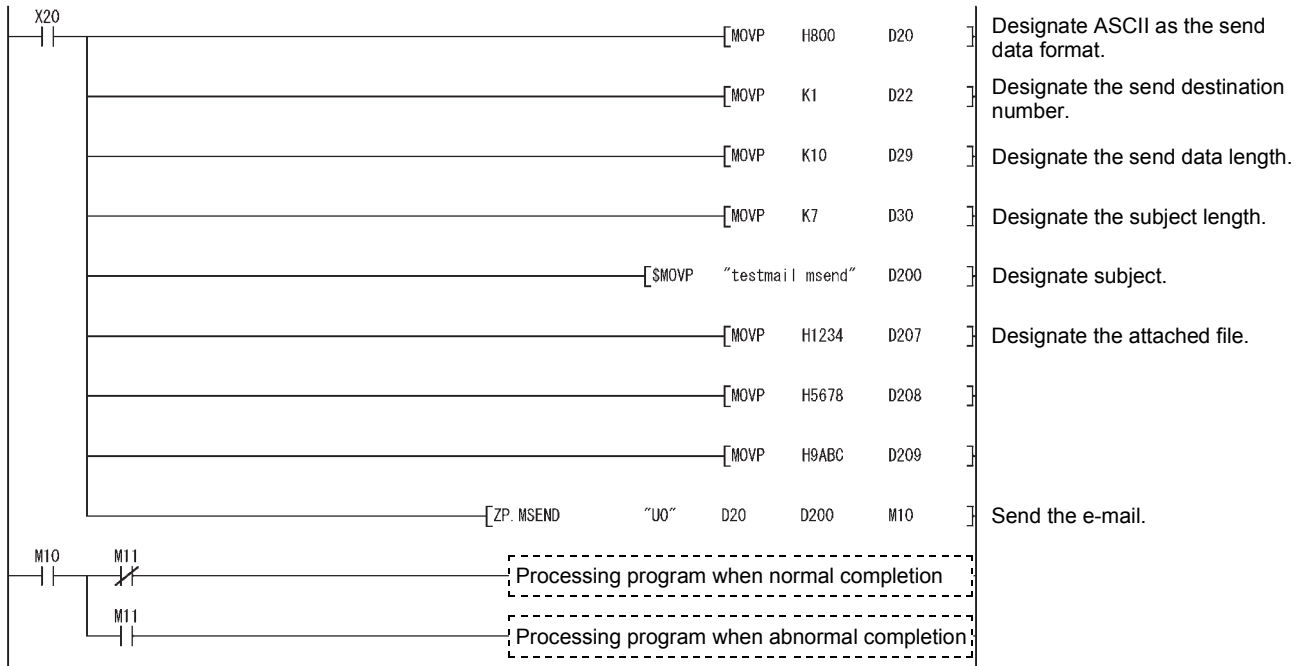 X20
[MOVP H800 D20 ]
Designate ASCII as the send
data format.
[MOVP K1 D22 ]
Designate the send destination
number.
[MOVP K10 D29 ]
Designate the send data length.
[MOVP K7 D30 ]
Designate the subject length.
[$MOVP "testmail msend" D200 ]
Designate subject.
[MOVP H1234 D207 ]
Designate the attached file.
[MOVP H5678 D208 ]
[MOVP H9ABC D209 ]
[ZP.MSEND "U0" D20 D200 M10 ]
Send the e-mail.
M10 M11
Processing program when normal completion
M11
Processing program when abnormal completion